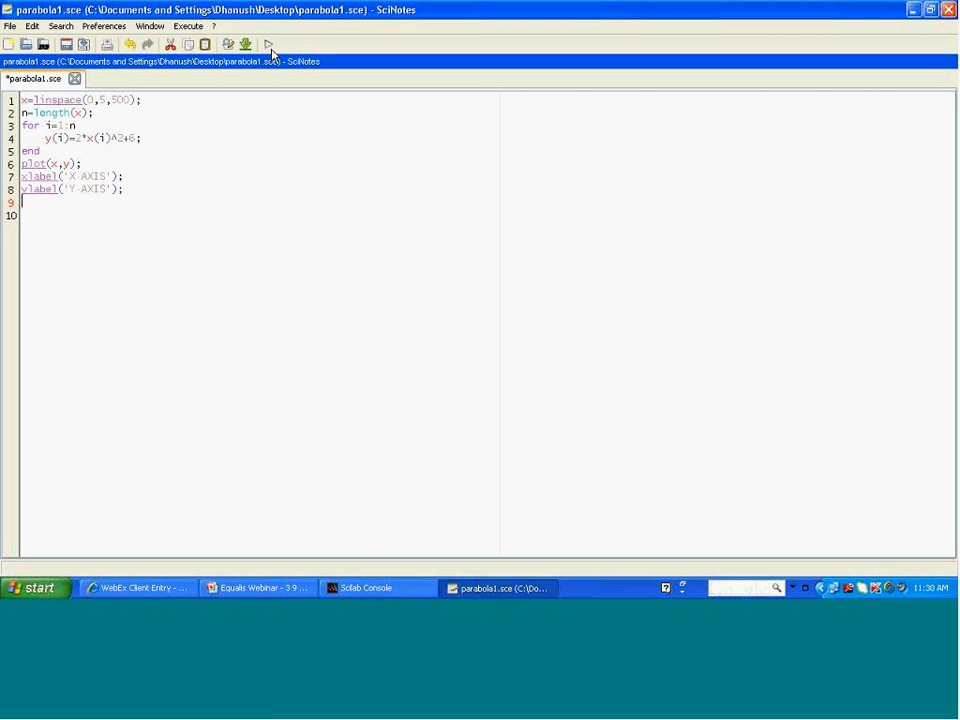 parabola1.sce (C:\Documents and Settings\Dhanush\Desktop\parabola1.sce) - SciNotes
File Edit Search Preferences Window Execute ?
parabola1.sce (C:\Documents and Settings\Dhanush\Desktop\parabola1.sce) - SciNotes
*parabola1.sce
1 x=linspace(0,5,500);
2 n=length(x);
3 for i=1:n
4 y(i)=2*x(i)^2+6;
5 end
6 plot(x,y);
7 xlabel('X-AXIS');
8 ylabel('Y-AXIS');
9
10
start WebEx Client Entry - ... Equalis Webinar - 3 9 ... Scilab Console parabola1.sce (C:\Do... 11:30 AM